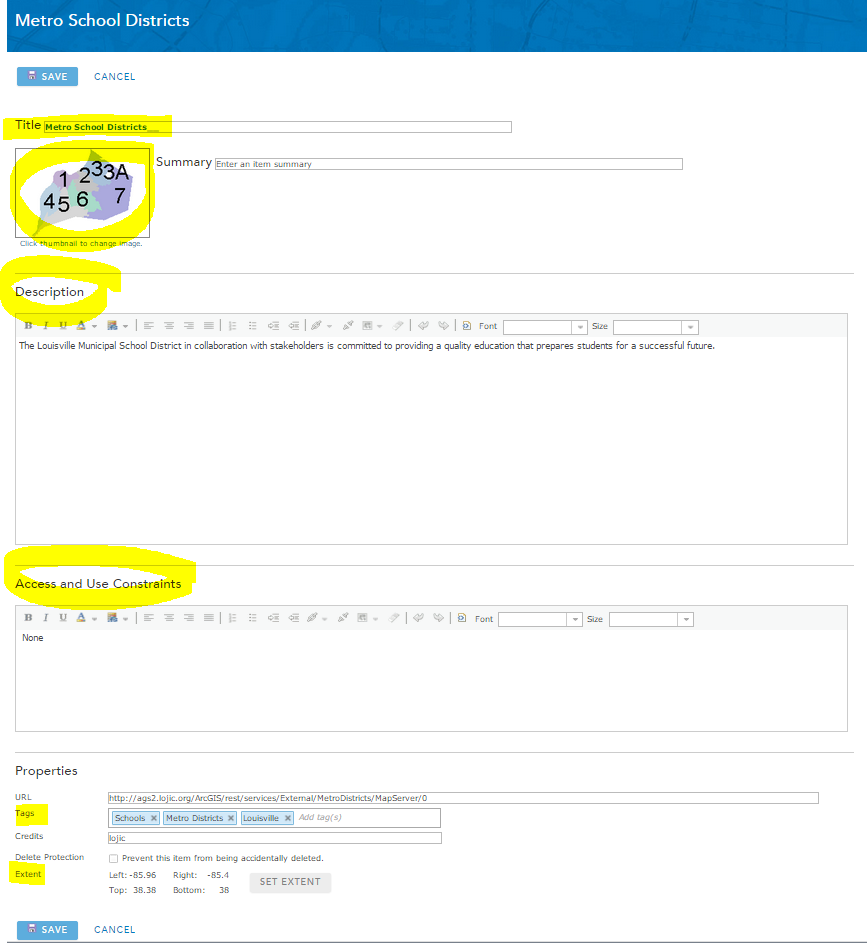 Metro School Districts
SAVE CANCEL
Title Metro School Districts__
1 2 3 3A
4 5 6 7
Summary Enter an item summary
Click thumbnail to change image.
Description
B I U A Font Size
The Louisville Municipal School District in collaboration with stakeholders is committed to providing a quality education that prepares students for a successful future.
Access and Use Constraints
B I U A Font Size
None
Properties
URL http://ags2.lojic.org/ArcGIS/rest/services/External/MetroDistricts/MapServer/0
Tags Schools × Metro Districts × Louisville × Add tag(s)
Credits lojic
Delete Protection Prevent this item from being accidentally deleted.
Extent Left: -85.96 Right: -85.4
Top: 38.38 Bottom: 38
SET EXTENT
SAVE CANCEL